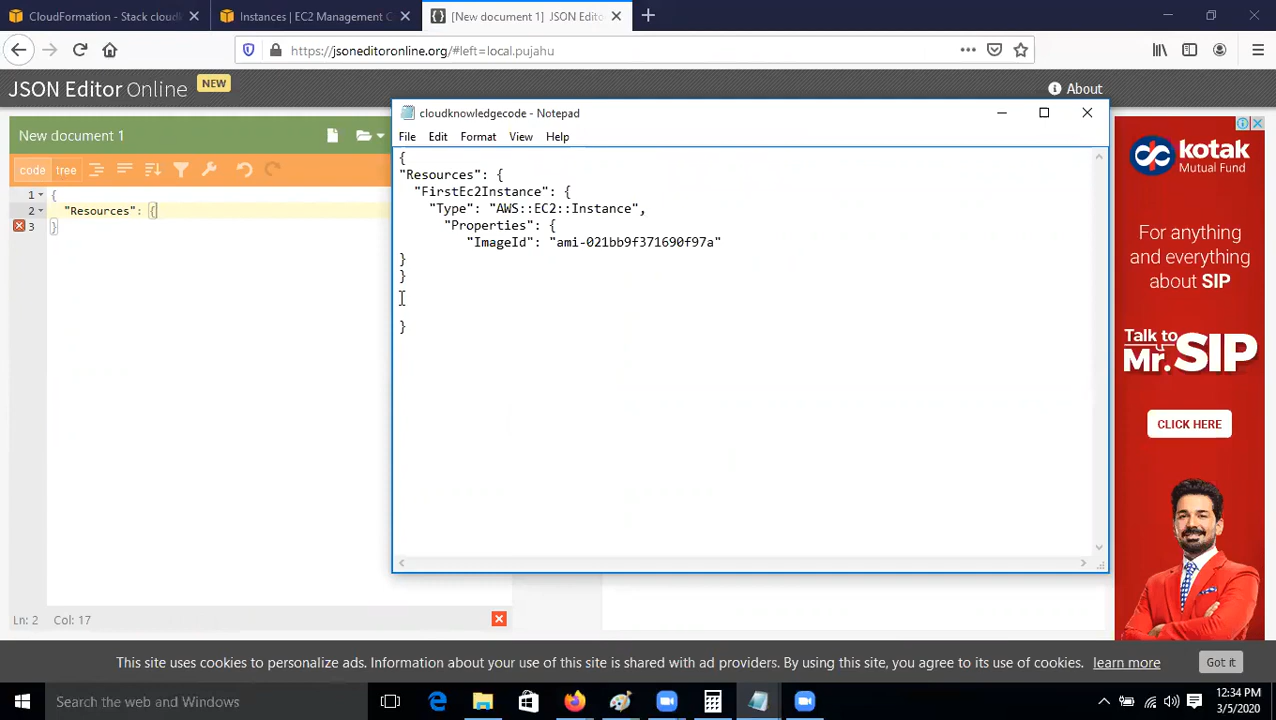 CloudFormation - Stack cloudk
Instances | EC2 Management C
[New document 1] JSON Edito
https://jsoneditoronline.org/#left=local.pujahu
JSON Editor Online
NEW
About
New document 1
code
tree
1
{
2
"Resources": {
3
}
Ln: 2 Col: 17
cloudknowledgecode - Notepad
File Edit Format View Help
{
"Resources": {
"FirstEc2Instance": {
"Type": "AWS::EC2::Instance",
"Properties": {
"ImageId": "ami-021bb9f371690f97a"
}
}
}
kotak
Mutual Fund
For anything
and everything
about SIP
Talk to
Mr. SIP
CLICK HERE
This site uses cookies to personalize ads. Information about your use of this site is shared with ad providers. By using this, you agree to its use of cookies. learn more
Got it
Search the web and Windows
12:34 PM
3/5/2020